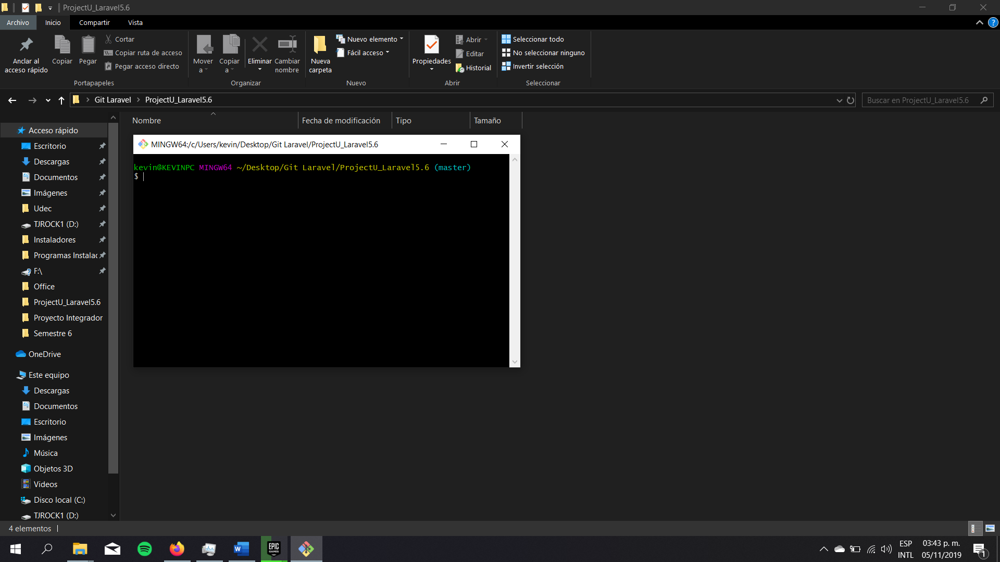 ProjectU_Laravel5.6
Archivo Inicio Compartir Vista
Anclar al acceso rápido
Copiar
Pegar
Cortar
Copiar ruta de acceso
Pegar acceso directo
Portapapeles
Mover a
Copiar a
Eliminar
Cambiar nombre
Organizar
Nueva carpeta
Nuevo elemento
Fácil acceso
Nuevo
Propiedades
Abrir
Editar
Historial
Abrir
Seleccionar todo
No seleccionar ninguno
Invertir selección
Seleccionar
Git Laravel > ProjectU_Laravel5.6
Buscar en ProjectU_Laravel5.6
Nombre Fecha de modificación Tipo Tamaño
Acceso rápido
Escritorio
Descargas
Documentos
Imágenes
Udec
TJROCK1 (D:)
Instaladores
Programas Instalac
F:\
Office
ProjectU_Laravel5.6
Proyecto Integrador
Semestre 6
OneDrive
Este equipo
Descargas
Documentos
Escritorio
Imágenes
Música
Objetos 3D
Videos
Disco local (C:)
TJROCK1 (D:)
MINGW64:/c/Users/kevin/Desktop/Git Laravel/ProjectU_Laravel5.6
kevin@KEVINPC MINGW64 ~/Desktop/Git Laravel/ProjectU_Laravel5.6 (master)
$
4 elementos
EPIC GAMES
ESP
INTL
03:43 p. m.
05/11/2019
1